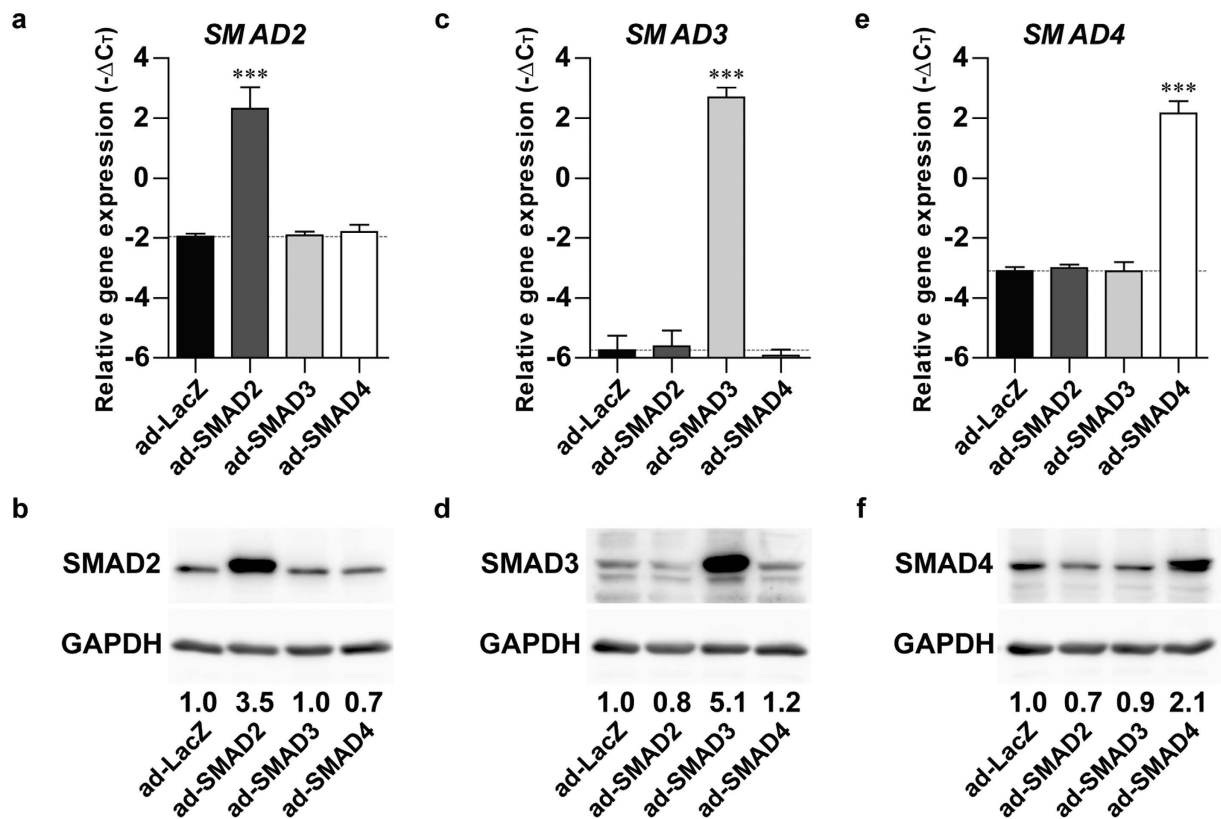 a
SMAD2
Relative gene expression (-ΔCT)
4
2
0
-2
-4
-6
***
ad-LacZ
ad-SMAD2
ad-SMAD3
ad-SMAD4
c
SMAD3
Relative gene expression (-ΔCT)
4
2
0
-2
-4
-6
***
ad-LacZ
ad-SMAD2
ad-SMAD3
ad-SMAD4
e
SMAD4
Relative gene expression (-ΔCT)
4
2
0
-2
-4
-6
***
ad-LacZ
ad-SMAD2
ad-SMAD3
ad-SMAD4
b
SMAD2
GAPDH
1.0 3.5 1.0 0.7
ad-LacZ
ad-SMAD2
ad-SMAD3
ad-SMAD4
d
SMAD3
GAPDH
1.0 0.8 5.1 1.2
ad-LacZ
ad-SMAD2
ad-SMAD3
ad-SMAD4
f
SMAD4
GAPDH
1.0 0.7 0.9 2.1
ad-LacZ
ad-SMAD2
ad-SMAD3
ad-SMAD4